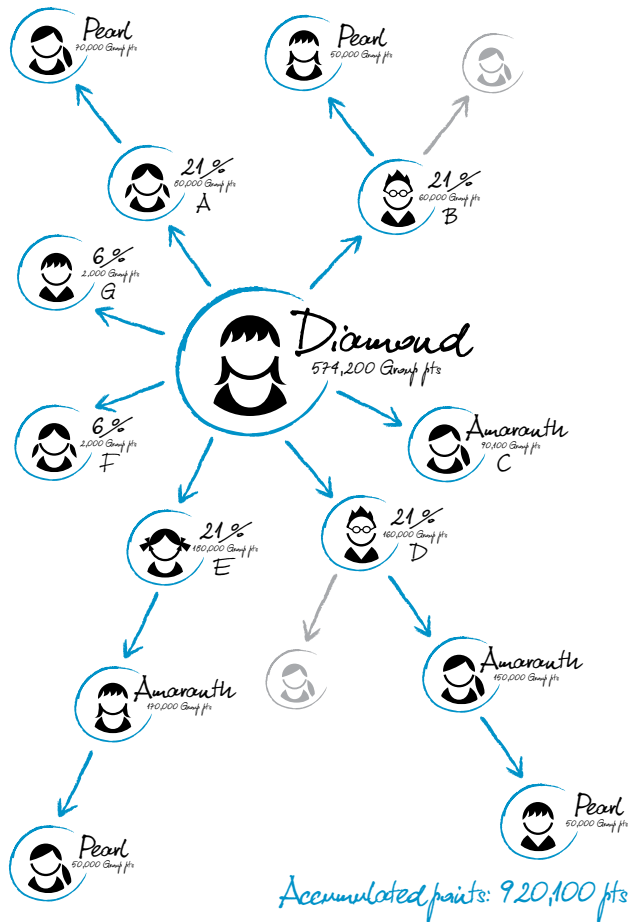 Pearl
70,000 Group pts
Pearl
50,000 Group pts
21%
80,000 Group pts
A
21%
60,000 Group pts
B
6%
2,000 Group pts
G
Diamond
574,200 Group pts
6%
2,000 Group pts
F
Amaranth
90,100 Group pts
C
21%
180,000 Group pts
E
21%
160,000 Group pts
D
Amaranth
170,000 Group pts
Amaranth
150,000 Group pts
Pearl
50,000 Group pts
Pearl
50,000 Group pts
Accumulated points: 920,100 pts